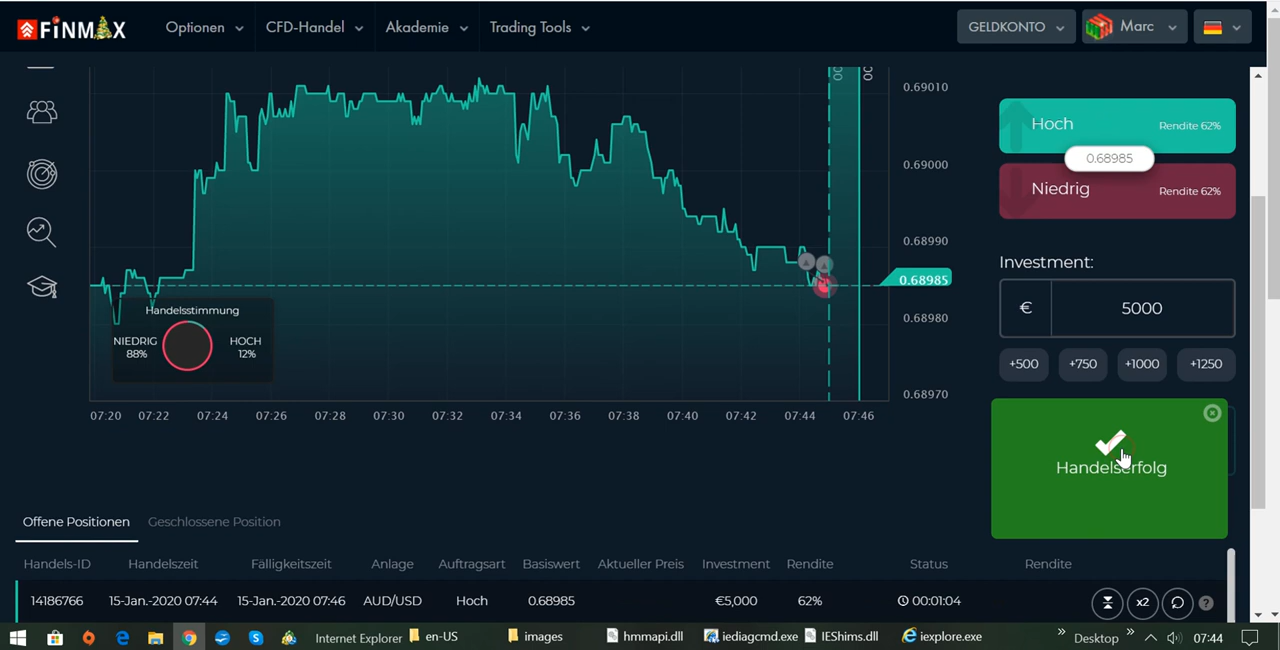 FiNMAX Optionen CFD-Handel Akademie Trading Tools GELDKONTO Marc
0.69010
0.69000
0.68990
0.68985
0.68980
0.68970
Handelsstimmung
NIEDRIG HOCH
88% 12%
07:20 07:22 07:24 07:26 07:28 07:30 07:32 07:34 07:36 07:38 07:40 07:42 07:44 07:46
Hoch Rendite 62%
0.68985
Niedrig Rendite 62%
Investment:
€ 5000
+500 +750 +1000 +1250
Handelserfolg
Offene Positionen Geschlossene Position
Handels-ID Handelszeit Fälligkeitszeit Anlage Auftragsart Basiswert Aktueller Preis Investment Rendite Status Rendite
14186766 15-Jan.-2020 07:44 15-Jan.-2020 07:46 AUD/USD Hoch 0.68985 €5,000 62% 00:01:04 x2 ?
Internet Explorer en-US images hmmapi.dll iediagcmd.exe IEShims.dll iexplore.exe Desktop 07:44